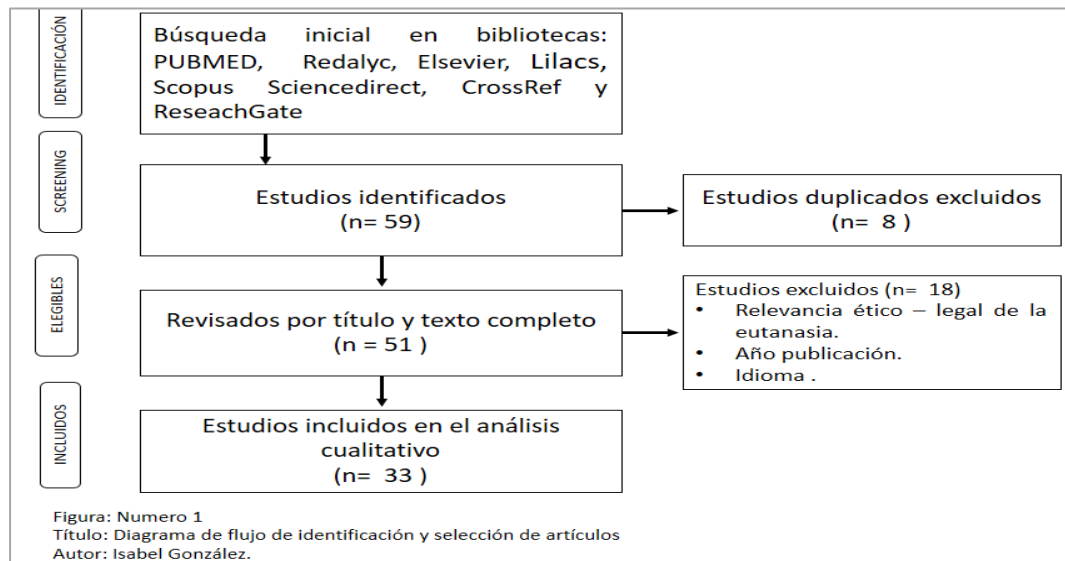 IDENTIFICACIÓN
Búsqueda inicial en bibliotecas:
PUBMED, Redalyc, Elsevier, Lilacs,
Scopus Sciencedirect, CrossRef y
ReseachGate
SCREENING
Estudios identificados
(n= 59)
Estudios duplicados excluidos
(n= 8 )
ELEGIBLES
Revisados por título y texto completo
(n = 51 )
Estudios excluidos (n= 18)
• Relevancia ético – legal de la
eutanasia.
• Año publicación.
• Idioma .
INCLUIDOS
Estudios incluidos en el análisis
cualitativo
(n= 33 )
Figura: Numero 1
Título: Diagrama de flujo de identificación y selección de artículos
Autor: Isabel González.